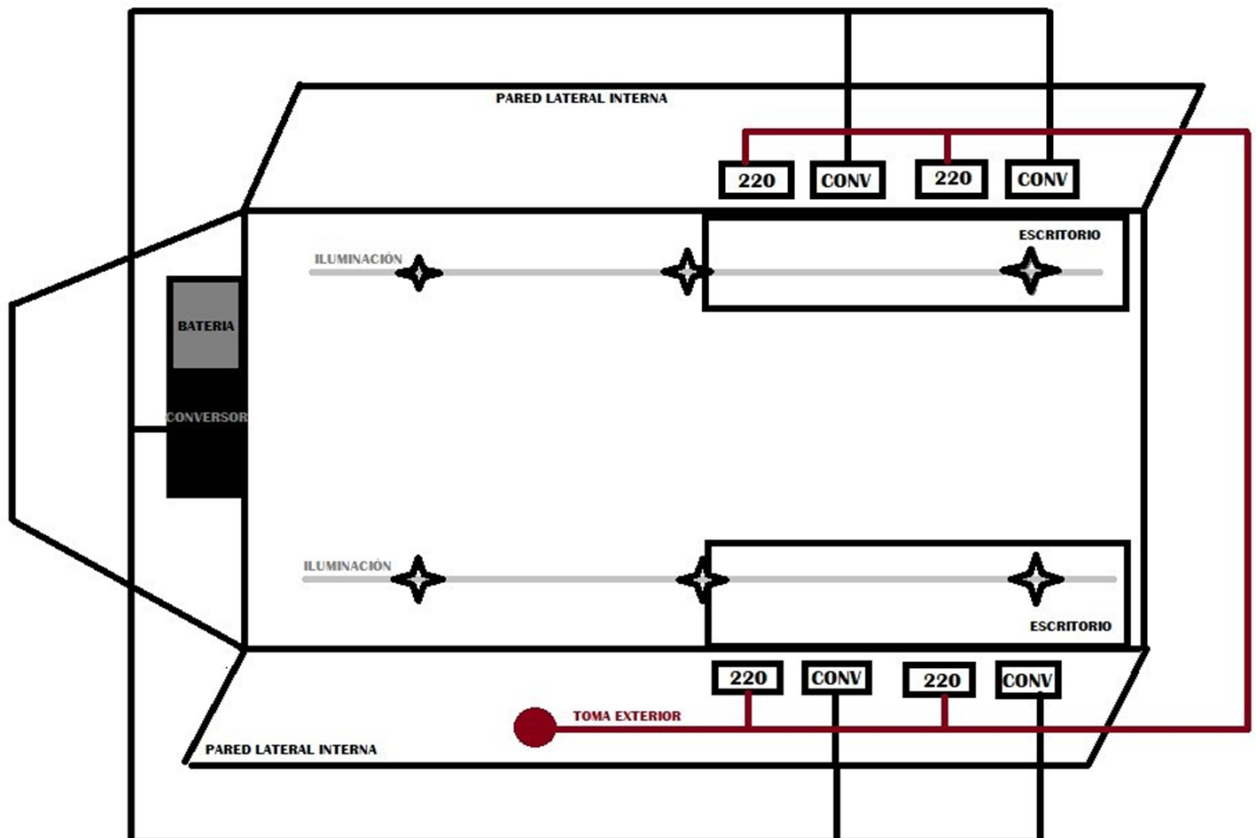 PARED LATERAL INTERNA
220
CONV
220
CONV
ESCRITORIO
ILUMINACIÓN
BATERIA
CONVERSOR
ILUMINACIÓN
ESCRITORIO
220
CONV
220
CONV
TOMA EXTERIOR
PARED LATERAL INTERNA